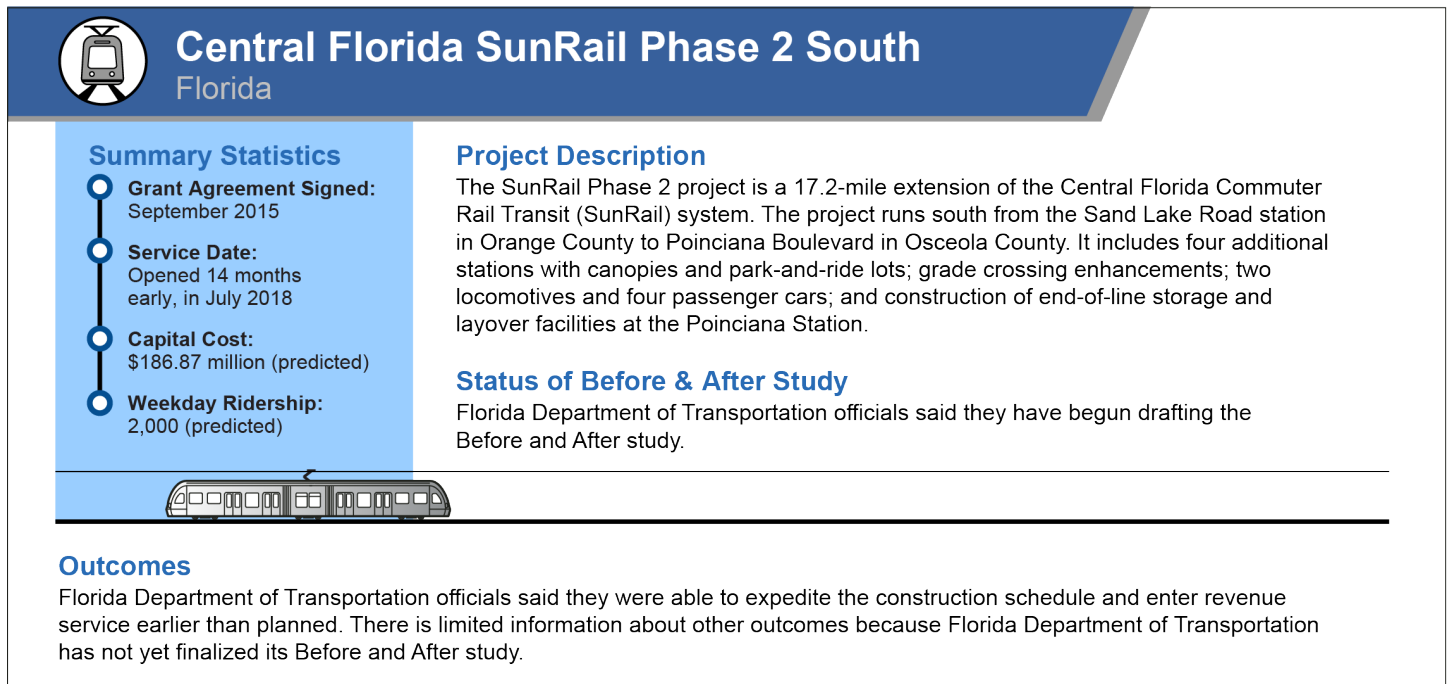 Central Florida SunRail Phase 2 South
Florida
Summary Statistics
Grant Agreement Signed:
September 2015
Service Date:
Opened 14 months
early, in July 2018
Capital Cost:
$186.87 million (predicted)
Weekday Ridership:
2,000 (predicted)
Project Description
The SunRail Phase 2 project is a 17.2-mile extension of the Central Florida Commuter
Rail Transit (SunRail) system. The project runs south from the Sand Lake Road station
in Orange County to Poinciana Boulevard in Osceola County. It includes four additional
stations with canopies and park-and-ride lots; grade crossing enhancements; two
locomotives and four passenger cars; and construction of end-of-line storage and
layover facilities at the Poinciana Station.
Status of Before & After Study
Florida Department of Transportation officials said they have begun drafting the
Before and After study.
Outcomes
Florida Department of Transportation officials said they were able to expedite the construction schedule and enter revenue
service earlier than planned. There is limited information about other outcomes because Florida Department of Transportation
has not yet finalized its Before and After study.